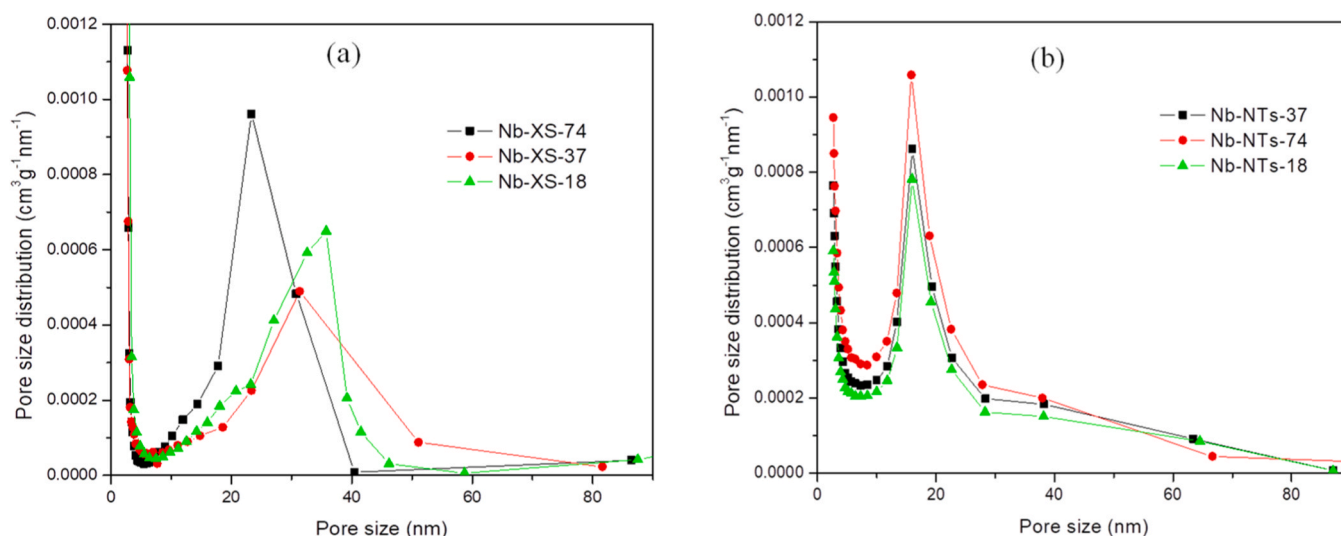 (a)
Pore size distribution (cm³g⁻¹nm⁻¹)
0.0012
0.0010
0.0008
0.0006
0.0004
0.0002
0.0000
Nb-XS-74
Nb-XS-37
Nb-XS-18
0 20 40 60 80
Pore size (nm)
(b)
Pore size distribution (cm³g⁻¹nm⁻¹)
0.0012
0.0010
0.0008
0.0006
0.0004
0.0002
0.0000
Nb-NTs-37
Nb-NTs-74
Nb-NTs-18
0 20 40 60 80
Pore size (nm)